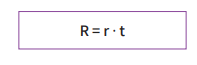 R = r · t